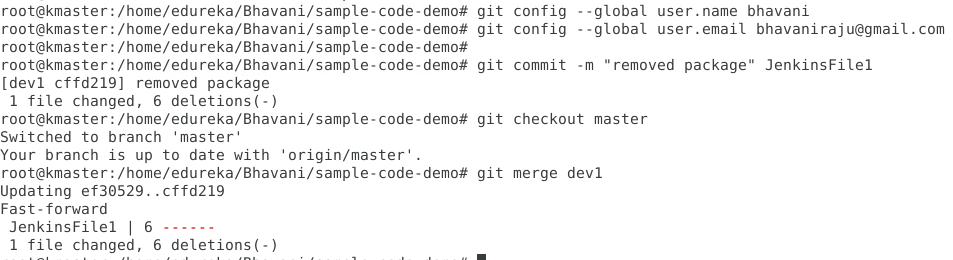 root@kmaster:/home/edureka/Bhavani/sample-code-demo# git config --global user.name bhavani
root@kmaster:/home/edureka/Bhavani/sample-code-demo# git config --global user.email bhavaniraju@gmail.com
root@kmaster:/home/edureka/Bhavani/sample-code-demo#
root@kmaster:/home/edureka/Bhavani/sample-code-demo# git commit -m "removed package" JenkinsFile1
[dev1 cffd219] removed package
 1 file changed, 6 deletions(-)
root@kmaster:/home/edureka/Bhavani/sample-code-demo# git checkout master
Switched to branch 'master'
Your branch is up to date with 'origin/master'.
root@kmaster:/home/edureka/Bhavani/sample-code-demo# git merge dev1
Updating ef30529..cffd219
Fast-forward
 JenkinsFile1 | 6 ------
 1 file changed, 6 deletions(-)
root@kmaster:/home/edureka/Bhavani/sample-code-demo#